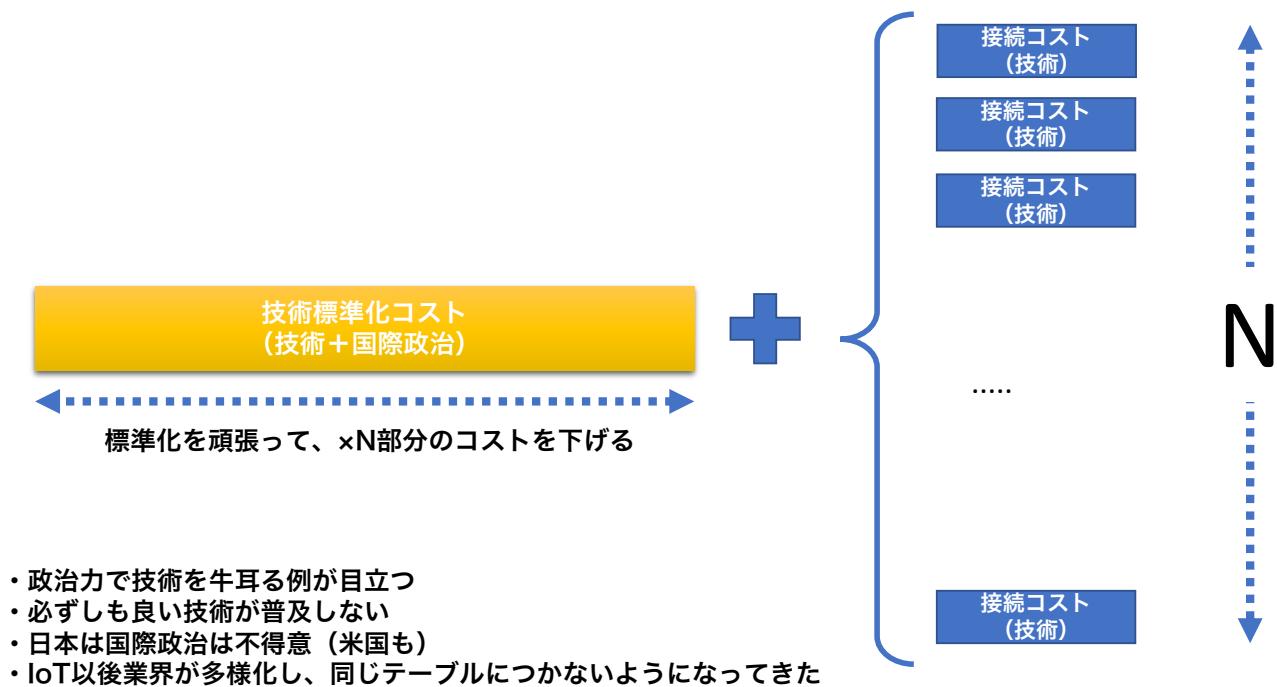 技術標準化コスト
（技術＋国際政治）
標準化を頑張って、×N部分のコストを下げる
接続コスト
（技術）
接続コスト
（技術）
接続コスト
（技術）
.....
接続コスト
（技術）
N
・政治力で技術を牛耳る例が目立つ
・必ずしも良い技術が普及しない
・日本は国際政治は不得意（米国も）
・IoT以後業界が多様化し、同じテーブルにつかないようになってきた